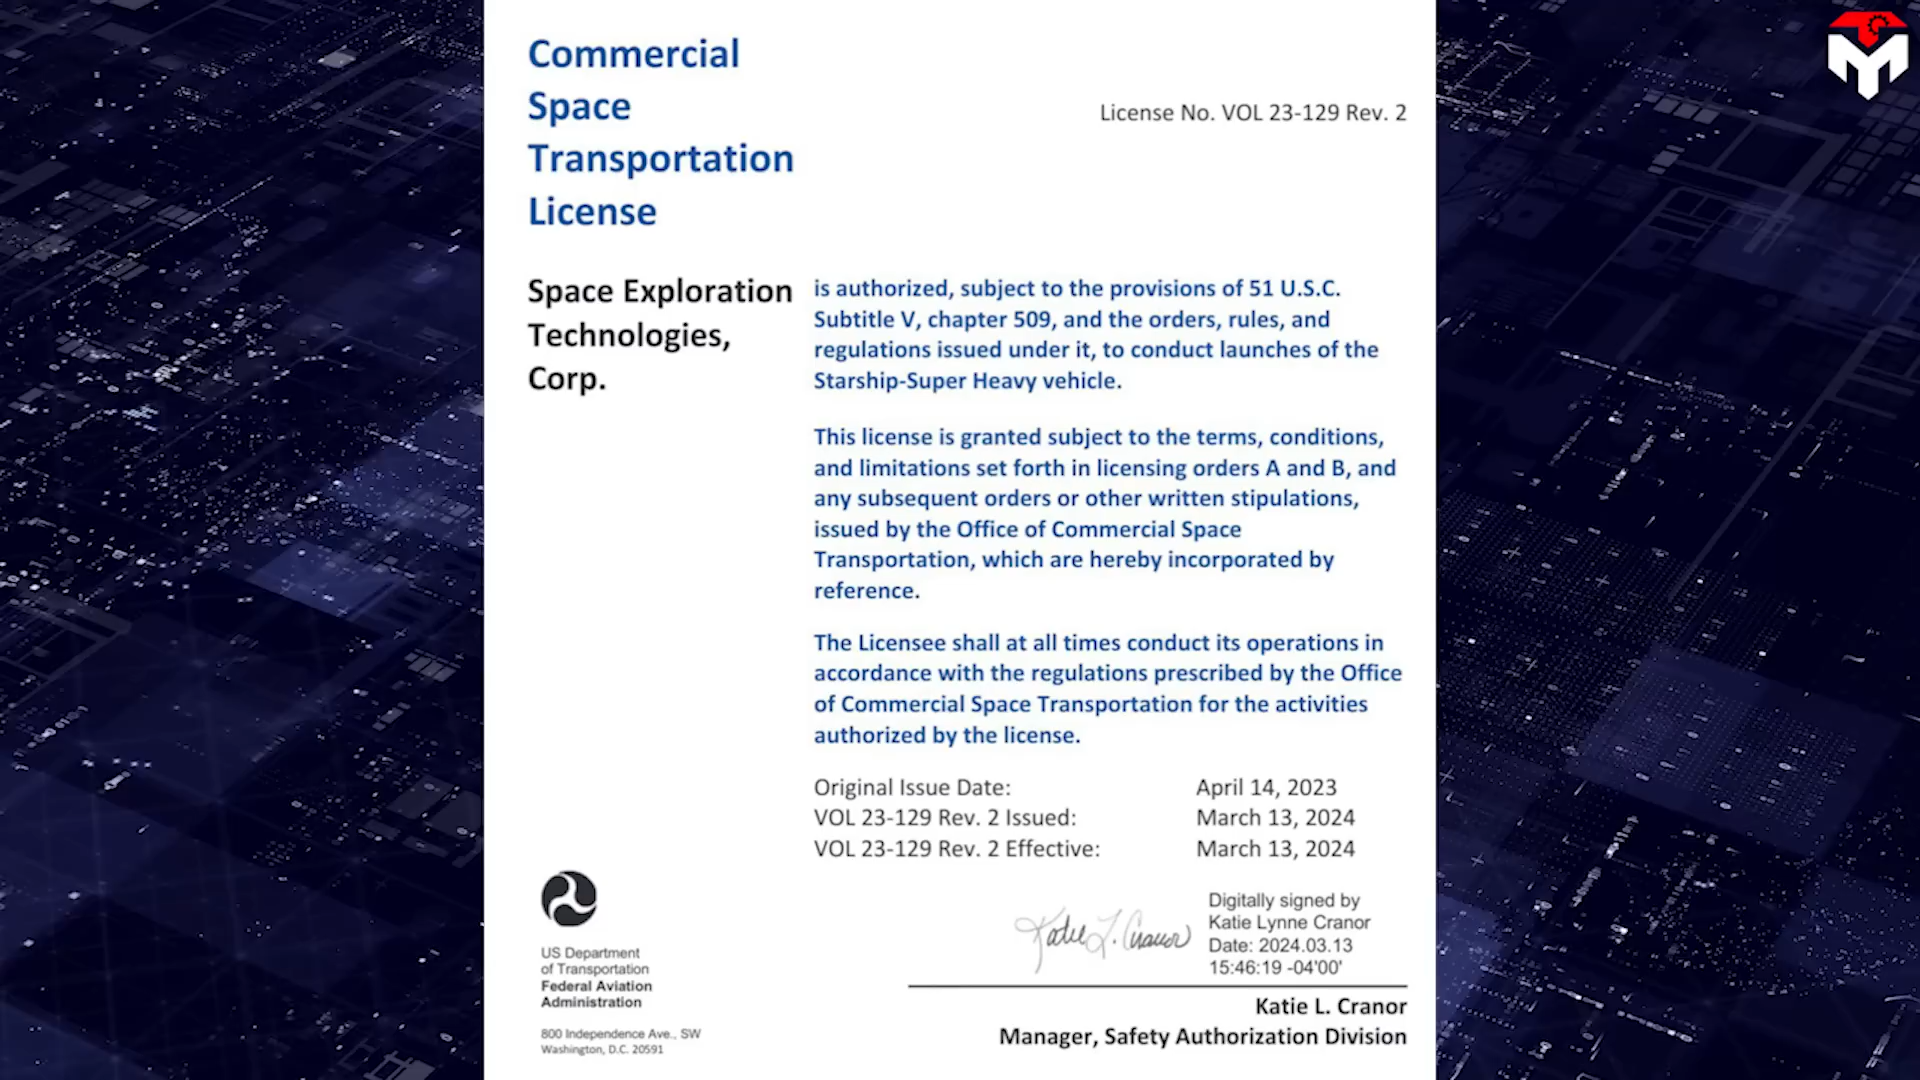 Commercial
Space
Transportation
License
License No. VOL 23-129 Rev. 2
Space Exploration
Technologies,
Corp.
is authorized, subject to the provisions of 51 U.S.C.
Subtitle V, chapter 509, and the orders, rules, and
regulations issued under it, to conduct launches of the
Starship-Super Heavy vehicle.
This license is granted subject to the terms, conditions,
and limitations set forth in licensing orders A and B, and
any subsequent orders or other written stipulations,
issued by the Office of Commercial Space
Transportation, which are hereby incorporated by
reference.
The Licensee shall at all times conduct its operations in
accordance with the regulations prescribed by the Office
of Commercial Space Transportation for the activities
authorized by the license.
Original Issue Date: April 14, 2023
VOL 23-129 Rev. 2 Issued: March 13, 2024
VOL 23-129 Rev. 2 Effective: March 13, 2024
US Department
of Transportation
Federal Aviation
Administration
800 Independence Ave., SW
Washington, D.C. 20591
Katie L. Cranor
Digitally signed by
Katie Lynne Cranor
Date: 2024.03.13
15:46:19 -04'00'
Katie L. Cranor
Manager, Safety Authorization Division